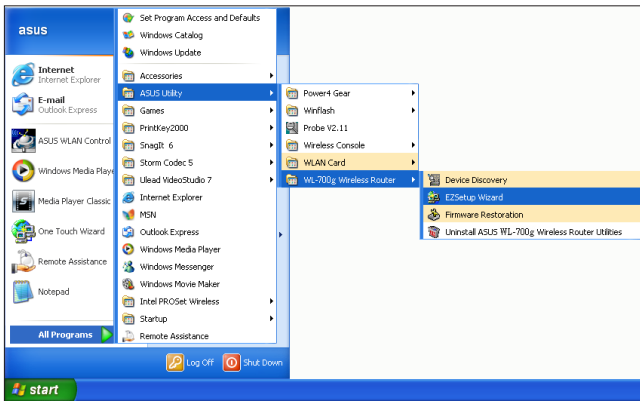 asus
Internet
Internet Explorer
E-mail
Outlook Express
ASUS WLAN Control
Windows Media Playe
Media Player Classic
One Touch Wizard
Remote Assistance
Notepad
All Programs
Set Program Access and Defaults
Windows Catalog
Windows Update
Accessories
ASUS Utility
Games
PrintKey2000
SnagIt 6
Storm Codec 5
Ulead VideoStudio 7
Internet Explorer
MSN
Outlook Express
Windows Media Player
Windows Messenger
Windows Movie Maker
Intel PROSet Wireless
Startup
Remote Assistance
Power4 Gear
Winflash
Probe V2.11
Wireless Console
WLAN Card
WL-700g Wireless Router
Device Discovery
EZSetup Wizard
Firmware Restoration
Uninstall ASUS WL-700g Wireless Router Utilities
Log Off
Shut Down
start